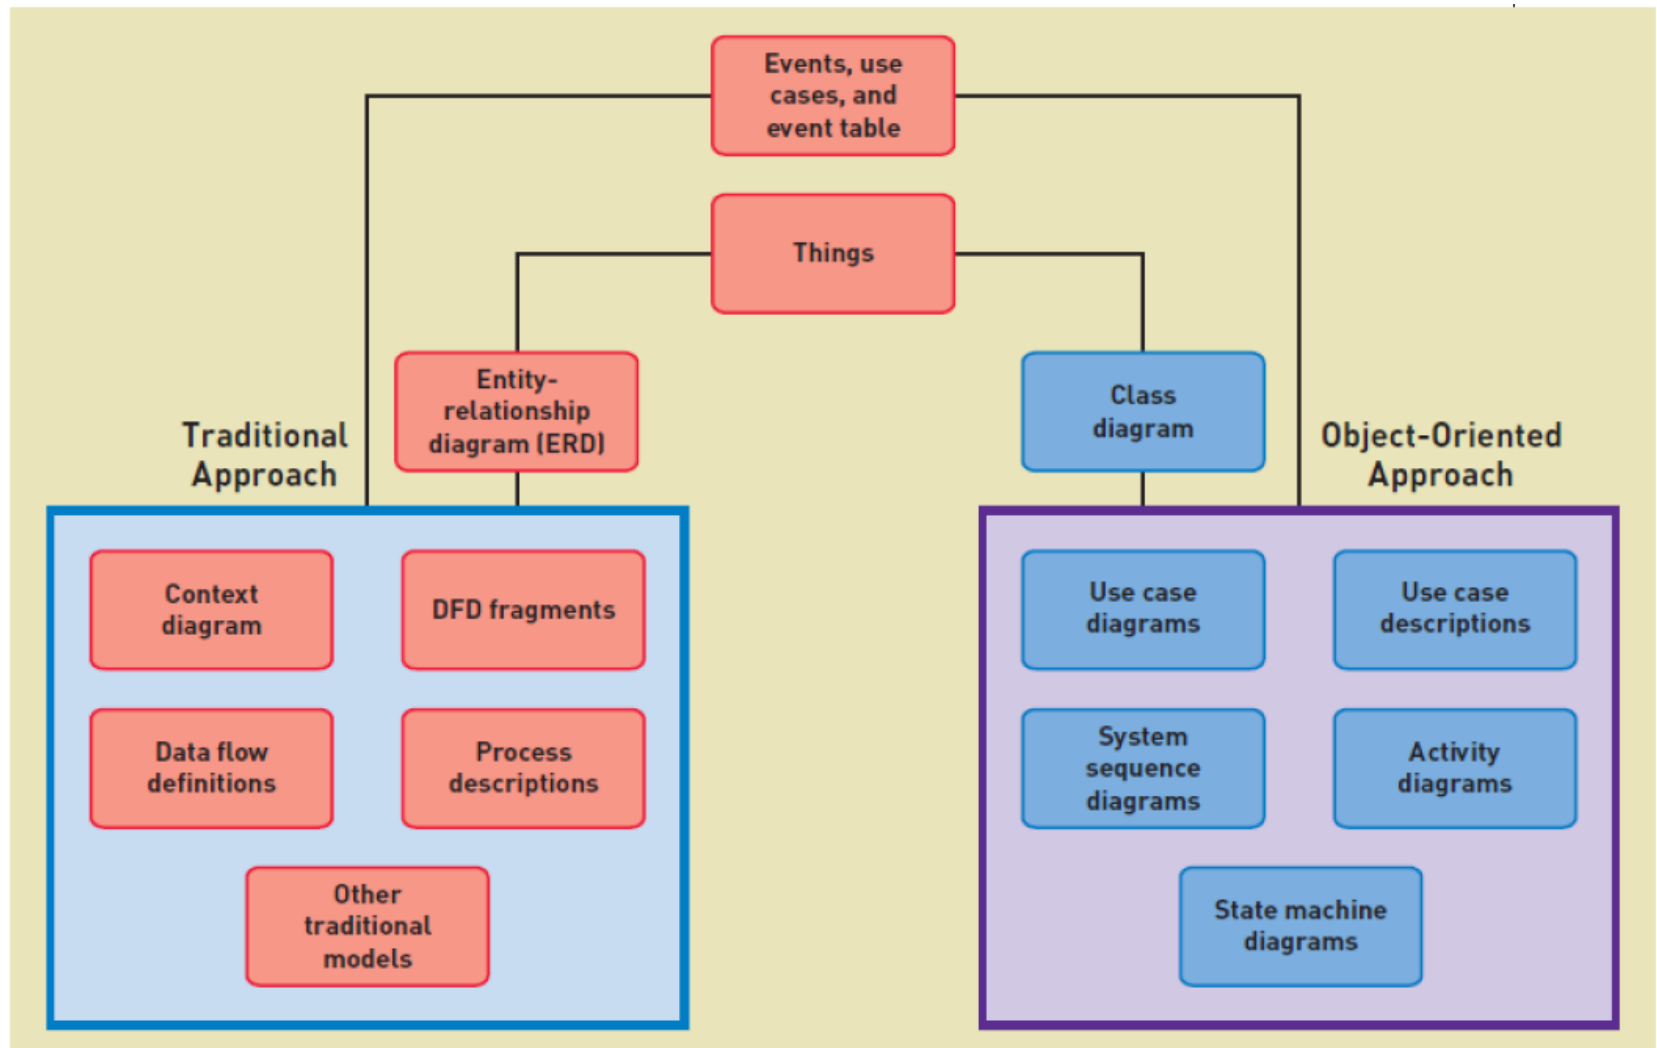 Events, use
cases, and
event table
Things
Entity-
relationship
diagram (ERD)
Class
diagram
Traditional
Approach
Object-Oriented
Approach
Context
diagram
DFD fragments
Use case
diagrams
Use case
descriptions
Data flow
definitions
Process
descriptions
System
sequence
diagrams
Activity
diagrams
Other
traditional
models
State machine
diagrams